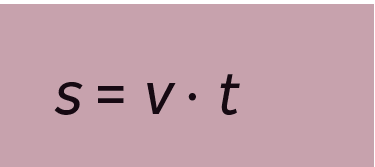 s = v · t